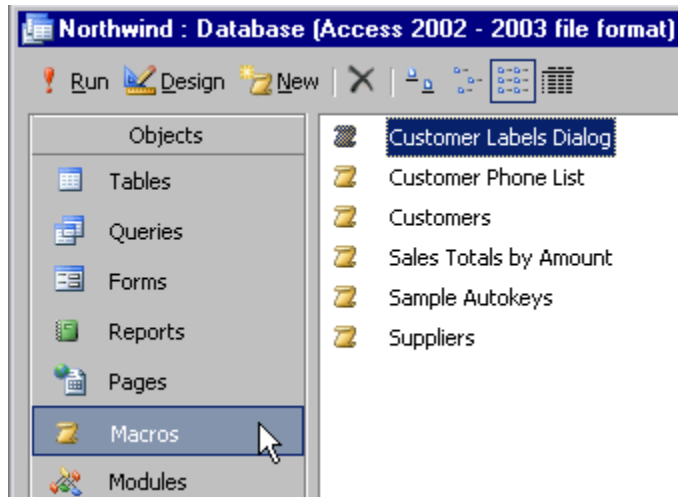 Northwind : Database (Access 2002 - 2003 file format)
Run Design New
Objects
Tables
Queries
Forms
Reports
Pages
Macros
Modules
Customer Labels Dialog
Customer Phone List
Customers
Sales Totals by Amount
Sample Autokeys
Suppliers